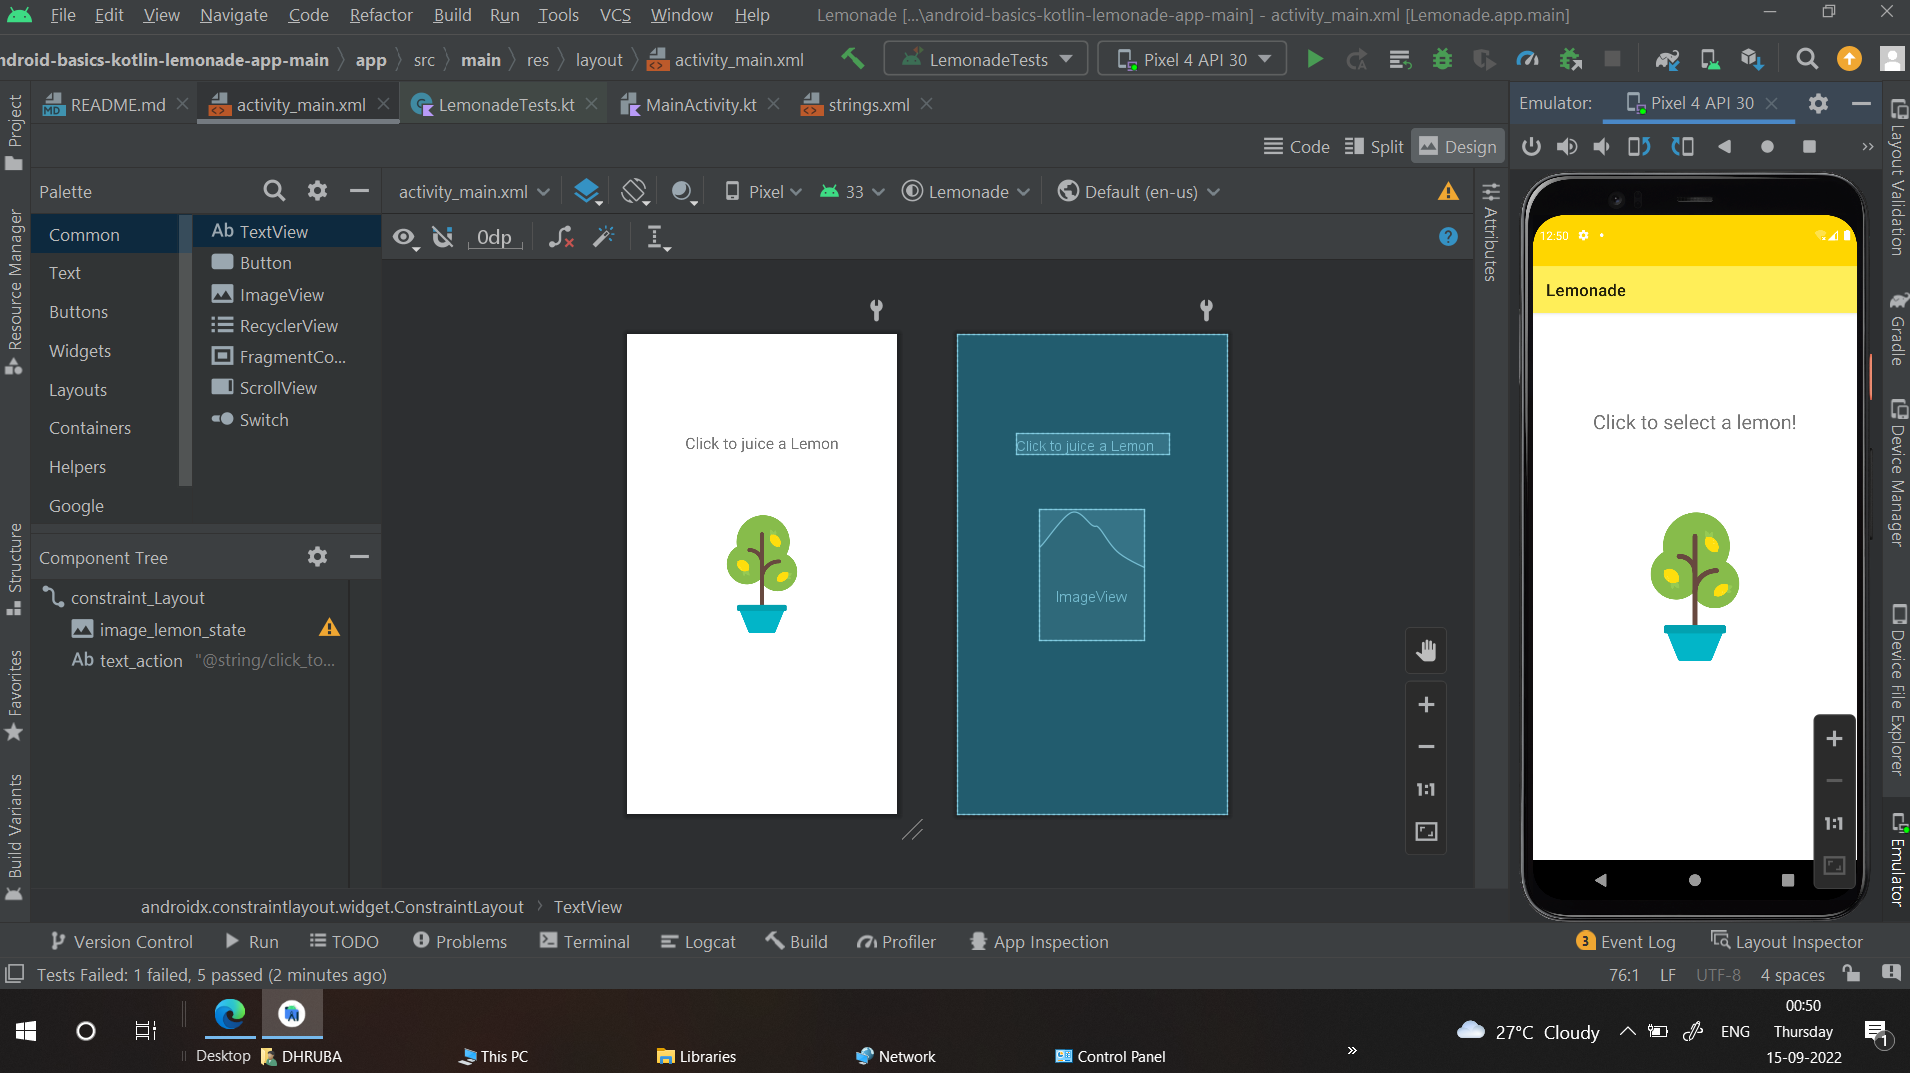 File Edit View Navigate Code Refactor Build Run Tools VCS Window Help Lemonade [...\android-basics-kotlin-lemonade-app-main] - activity_main.xml [Lemonade.app.main]
ndroid-basics-kotlin-lemonade-app-main app src main res layout activity_main.xml LemonadeTests Pixel 4 API 30
README.md activity_main.xml LemonadeTests.kt MainActivity.kt strings.xml Emulator: Pixel 4 API 30
Code Split Design
Palette activity_main.xml Pixel 33 Lemonade Default (en-us)
0dp
Common
Text
Buttons
Widgets
Layouts
Containers
Helpers
Google
Ab TextView
Button
ImageView
RecyclerView
FragmentCo...
ScrollView
Switch
Component Tree
constraint_Layout
image_lemon_state
Ab text_action "@string/click_to...
Click to juice a Lemon
Click to juice a Lemon
ImageView
1:1
12:50
Lemonade
Click to select a lemon!
1:1
Project
Resource Manager
Structure
Favorites
Build Variants
Attributes
Layout Validation
Gradle
Device Manager
Device File Explorer
Emulator
androidx.constraintlayout.widget.ConstraintLayout TextView
Version Control Run TODO Problems Terminal Logcat Build Profiler App Inspection 3 Event Log Layout Inspector
Tests Failed: 1 failed, 5 passed (2 minutes ago) 76:1 LF UTF-8 4 spaces
27°C Cloudy ENG
00:50
Thursday
15-09-2022
1
Desktop DHRUBA This PC Libraries Network Control Panel